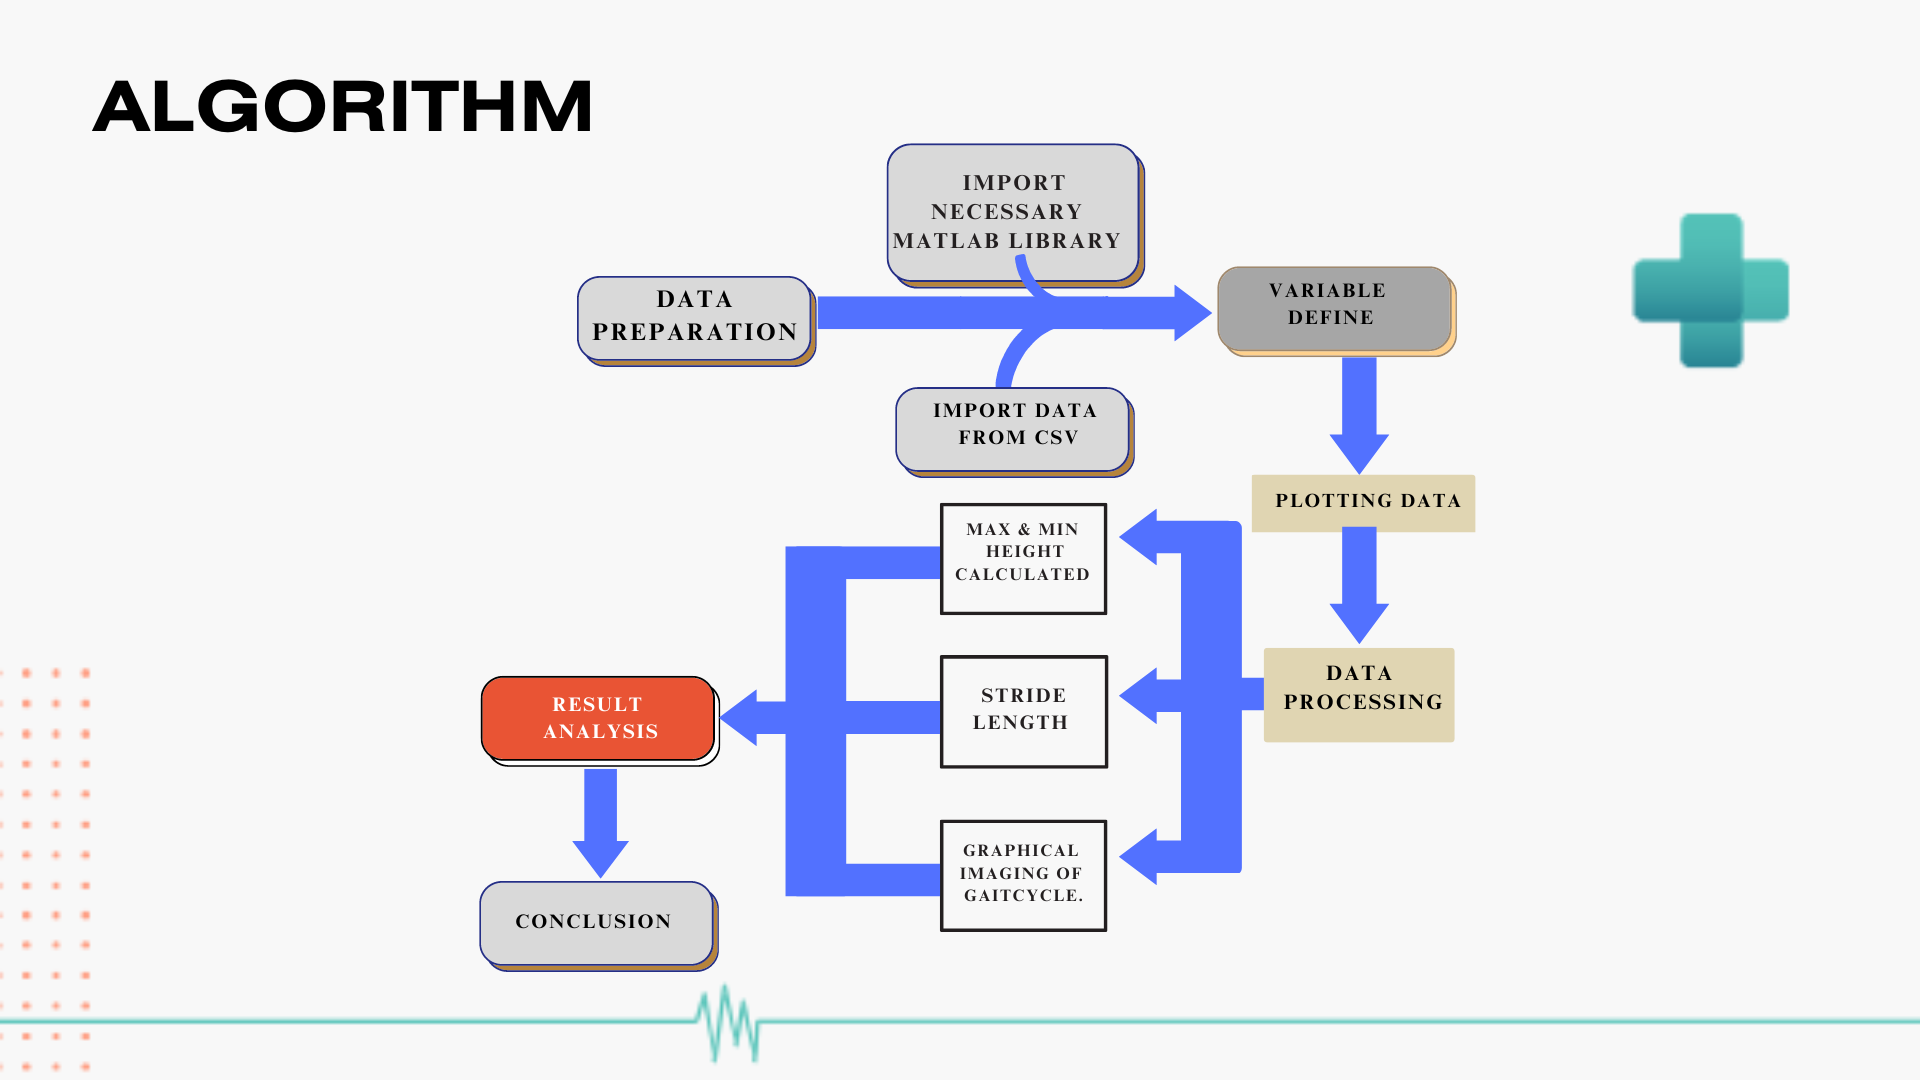 ALGORITHM
IMPORT
NECESSARY
MATLAB LIBRARY
DATA
PREPARATION
VARIABLE
DEFINE
IMPORT DATA
FROM CSV
PLOTTING DATA
MAX & MIN
HEIGHT
CALCULATED
DATA
PROCESSING
STRIDE
LENGTH
RESULT
ANALYSIS
GRAPHICAL
IMAGING OF
GAITCYCLE.
CONCLUSION